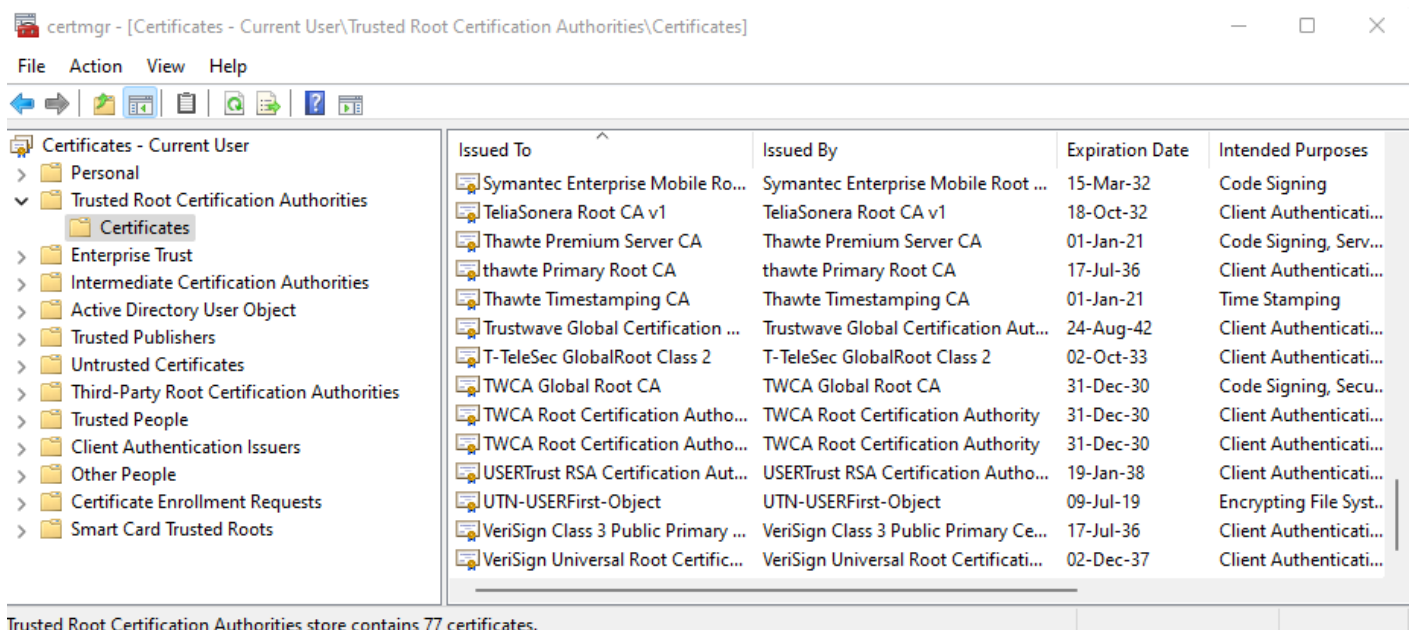 certmgr - [Certificates - Current User\Trusted Root Certification Authorities\Certificates]
File Action View Help
Certificates - Current User
Personal
Trusted Root Certification Authorities
Certificates
Enterprise Trust
Intermediate Certification Authorities
Active Directory User Object
Trusted Publishers
Untrusted Certificates
Third-Party Root Certification Authorities
Trusted People
Client Authentication Issuers
Other People
Certificate Enrollment Requests
Smart Card Trusted Roots
Issued To Issued By Expiration Date Intended Purposes
Symantec Enterprise Mobile Ro... Symantec Enterprise Mobile Root ... 15-Mar-32 Code Signing
TeliaSonera Root CA v1 TeliaSonera Root CA v1 18-Oct-32 Client Authenticati...
Thawte Premium Server CA Thawte Premium Server CA 01-Jan-21 Code Signing, Serv...
thawte Primary Root CA thawte Primary Root CA 17-Jul-36 Client Authenticati...
Thawte Timestamping CA Thawte Timestamping CA 01-Jan-21 Time Stamping
Trustwave Global Certification ... Trustwave Global Certification Aut... 24-Aug-42 Client Authenticati...
T-TeleSec GlobalRoot Class 2 T-TeleSec GlobalRoot Class 2 02-Oct-33 Client Authenticati...
TWCA Global Root CA TWCA Global Root CA 31-Dec-30 Code Signing, Secu...
TWCA Root Certification Autho... TWCA Root Certification Authority 31-Dec-30 Client Authenticati...
TWCA Root Certification Autho... TWCA Root Certification Authority 31-Dec-30 Client Authenticati...
USERTrust RSA Certification Aut... USERTrust RSA Certification Autho... 19-Jan-38 Client Authenticati...
UTN-USERFirst-Object UTN-USERFirst-Object 09-Jul-19 Encrypting File Syst...
VeriSign Class 3 Public Primary ... VeriSign Class 3 Public Primary Ce... 17-Jul-36 Client Authenticati...
VeriSign Universal Root Certific... VeriSign Universal Root Certificati... 02-Dec-37 Client Authenticati...
Trusted Root Certification Authorities store contains 77 certificates.